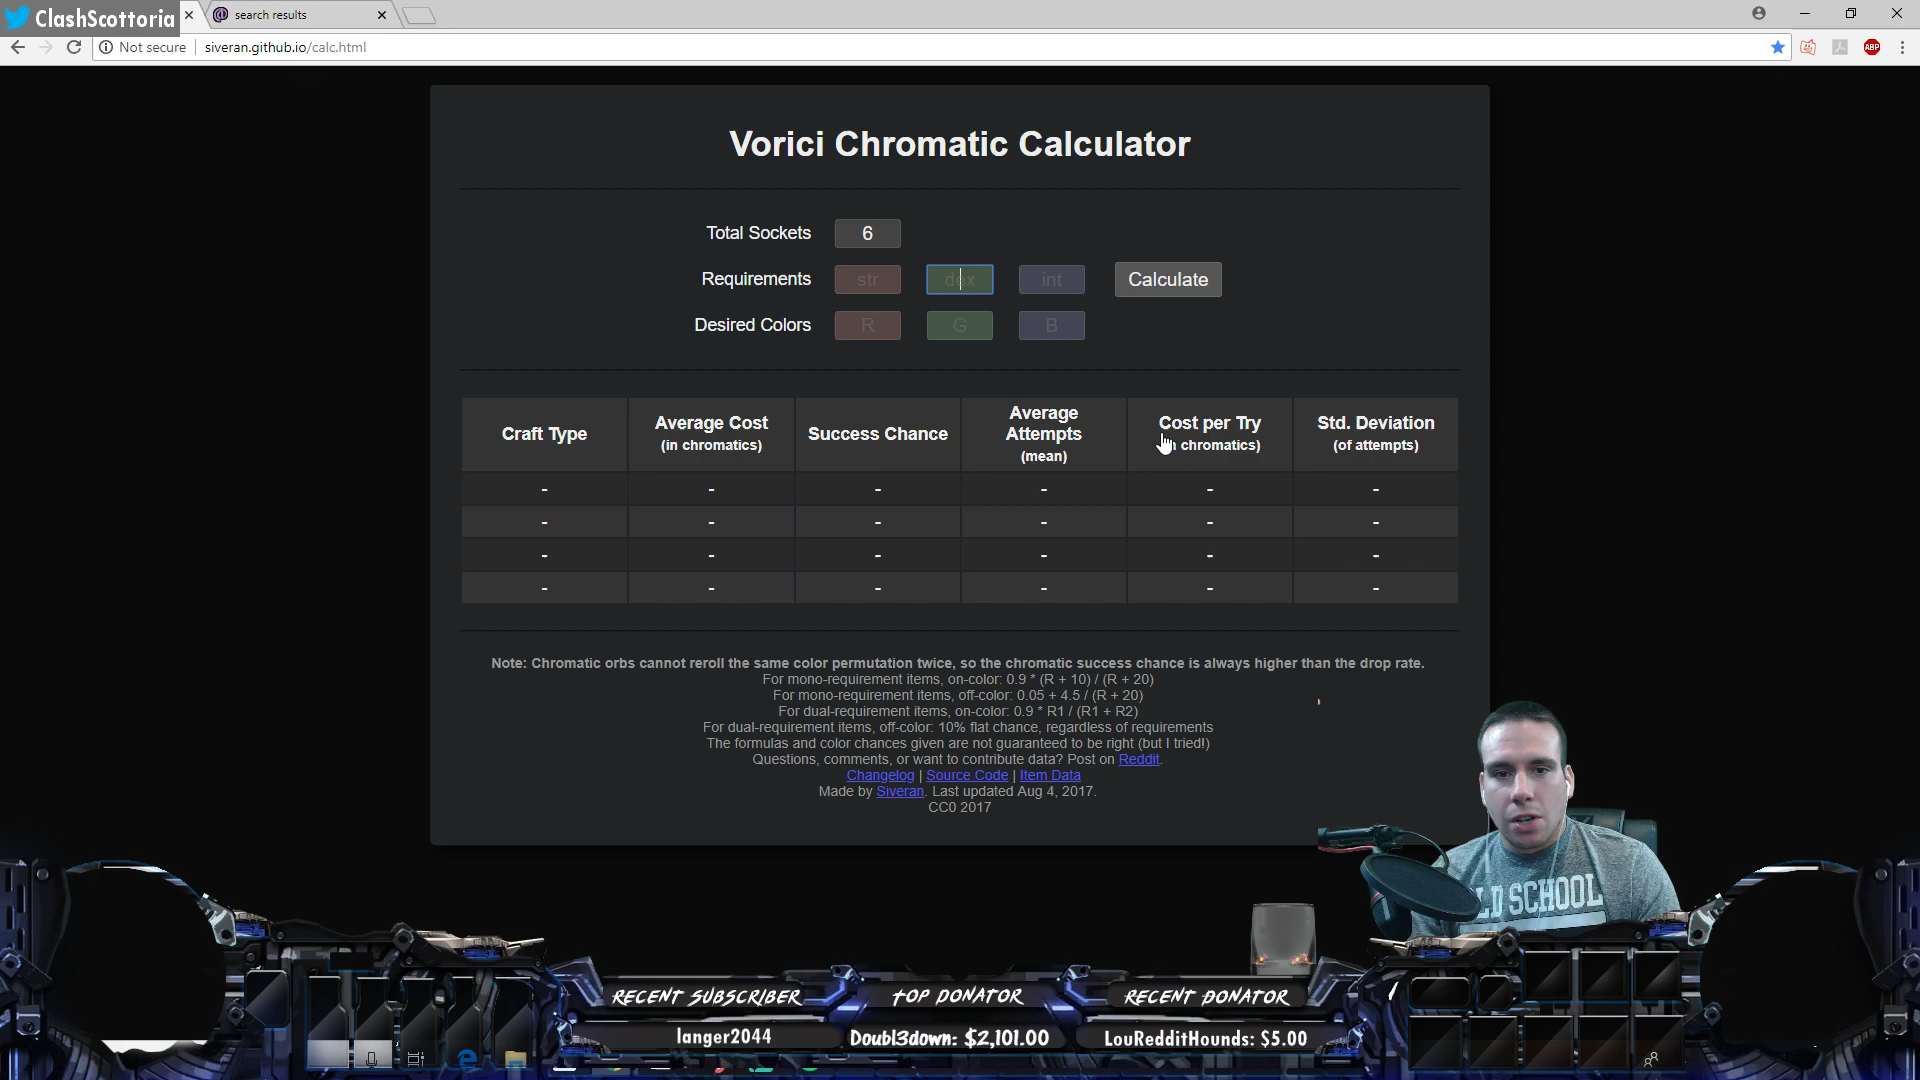 ClashScottoria
search results
Not secure
siveran.github.io/calc.html
ABP
Vorici Chromatic Calculator
Total Sockets 6
Requirements str dex int Calculate
Desired Colors R G B
Craft Type
Average Cost
(in chromatics)
Success Chance
Average
Attempts
(mean)
Cost per Try
chromatics)
Std. Deviation
(of attempts)
- - - - - -
- - - - - -
- - - - - -
- - - - - -
Note: Chromatic orbs cannot reroll the same color permutation twice, so the chromatic success chance is always higher than the drop rate.
For mono-requirement items, on-color: 0.9 * (R + 10) / (R + 20)
For mono-requirement items, off-color: 0.05 + 4.5 / (R + 20)
For dual-requirement items, on-color: 0.9 * R1 / (R1 + R2)
For dual-requirement items, off-color: 10% flat chance, regardless of requirements
The formulas and color chances given are not guaranteed to be right (but I tried!)
Questions, comments, or want to contribute data? Post on Reddit.
Changelog | Source Code | Item Data
Made by Siveran. Last updated Aug 4, 2017.
CC0 2017
LD SCHOOL
RECENT SUBSCRIBER
TOP DONATOR
RECENT DONATOR
langer2044
Doubl3down: $2,101.00
LouRedditHounds: $5.00